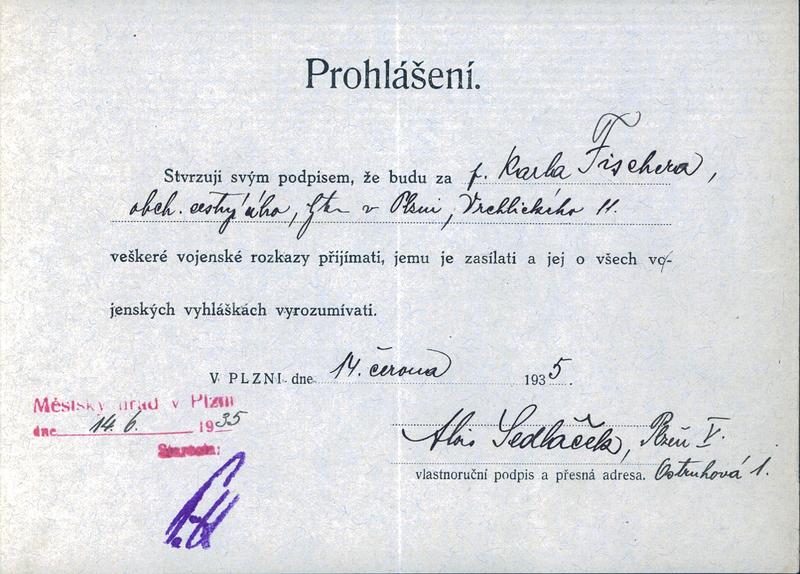 Prohlášení.
Stvrzuji svým podpisem, že budu za p. Karla Fischera,
obch. cestujícího, v Plzni, Vrchlického 11.
veškeré vojenské rozkazy přijímati, jemu je zasílati a jej o všech vo-
jenských vyhláškách vyrozumívati.
V PLZNI dne 14. června 1935.
Městský úřad v Plzni
dne 14. 6. 1935
Starosta:
Alois Sedláček, Plzeň V.
vlastnoruční podpis a přesná adresa. Ostruhová 1.